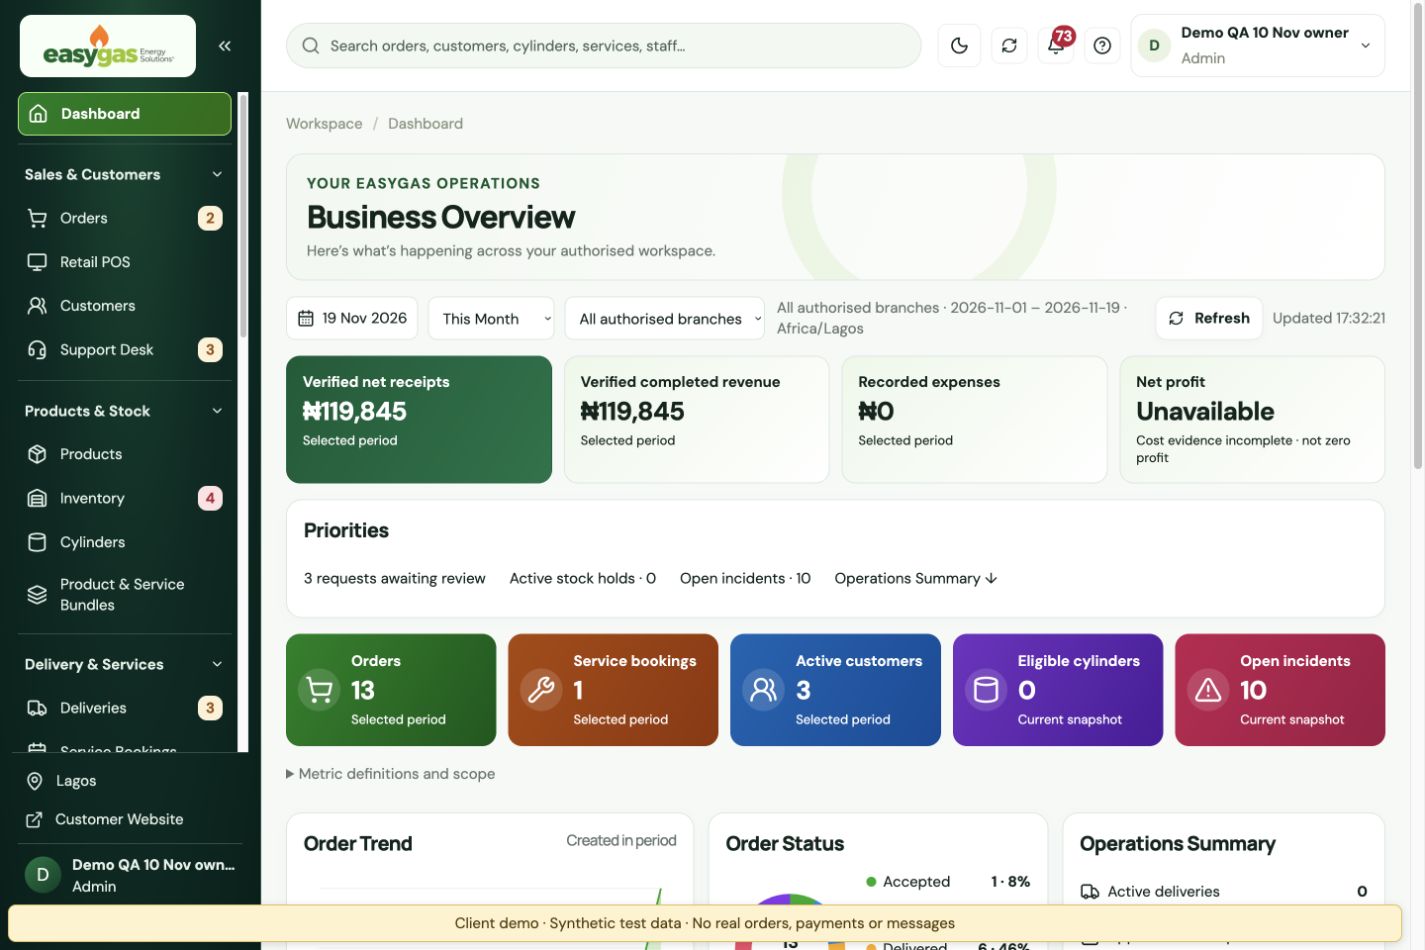 easygas Energy Solutions
Search orders, customers, cylinders, services, staff...
73
D
Demo QA 10 Nov owner
Admin
Dashboard
Sales & Customers
Orders 2
Retail POS
Customers
Support Desk 3
Products & Stock
Products
Inventory 4
Cylinders
Product & Service
Bundles
Delivery & Services
Deliveries 3
Service Bookings
Lagos
Customer Website
D
Demo QA 10 Nov own...
Admin
Workspace / Dashboard
YOUR EASYGAS OPERATIONS
Business Overview
Here's what's happening across your authorised workspace.
19 Nov 2026
This Month
All authorised branches
All authorised branches · 2026-11-01 – 2026-11-19 ·
Africa/Lagos
Refresh
Updated 17:32:21
Verified net receipts
₦119,845
Selected period
Verified completed revenue
₦119,845
Selected period
Recorded expenses
₦0
Selected period
Net profit
Unavailable
Cost evidence incomplete · not zero
profit
Priorities
3 requests awaiting review
Active stock holds · 0
Open incidents · 10
Operations Summary ↓
Orders
13
Selected period
Service bookings
1
Selected period
Active customers
3
Selected period
Eligible cylinders
0
Current snapshot
Open incidents
10
Current snapshot
Metric definitions and scope
Order Trend
Created in period
Order Status
Accepted 1 · 8%
Delivered 6 · 46%
13
Operations Summary
Active deliveries 0
Client demo · Synthetic test data · No real orders, payments or messages